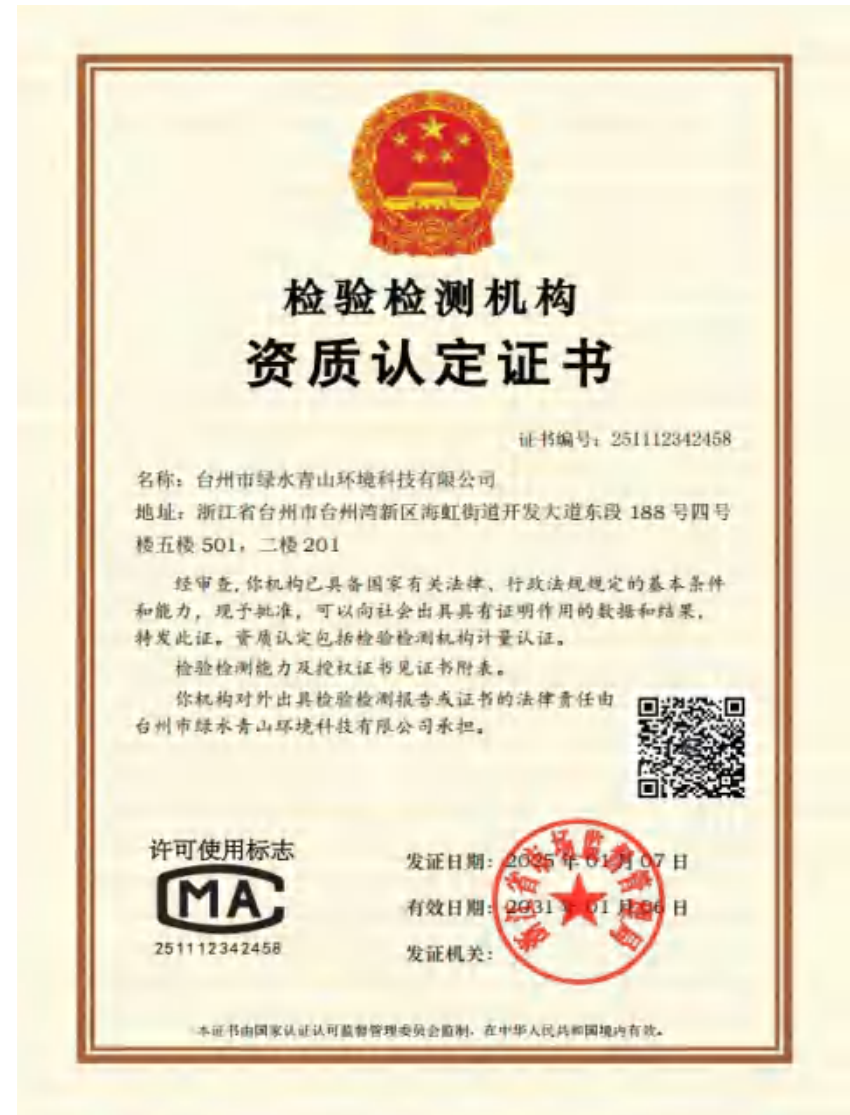 检验检测机构
资质认定证书
证书编号：251112342458
名称：台州市绿水青山环境科技有限公司
地址：浙江省台州市台州湾新区海虹街道开发大道东段 188 号四号
楼五楼 501，二楼 201
经审查，你机构已具备国家有关法律、行政法规规定的基本条件
和能力，现予批准，可以向社会出具具有证明作用的数据和结果，
特发此证。资质认定包括检验检测机构计量认证。
检验检测能力及授权证书见证书附表。
你机构对外出具检验检测报告或证书的法律责任由
台州市绿水青山环境科技有限公司承担。
许可使用标志
MA
251112342458
发证日期：2025 年 01 月 07 日
有效日期：2031 年 01 月 06 日
发证机关：
浙江省市场监督管理局
本证书由国家认证认可监督管理委员会监制，在中华人民共和国境内有效。